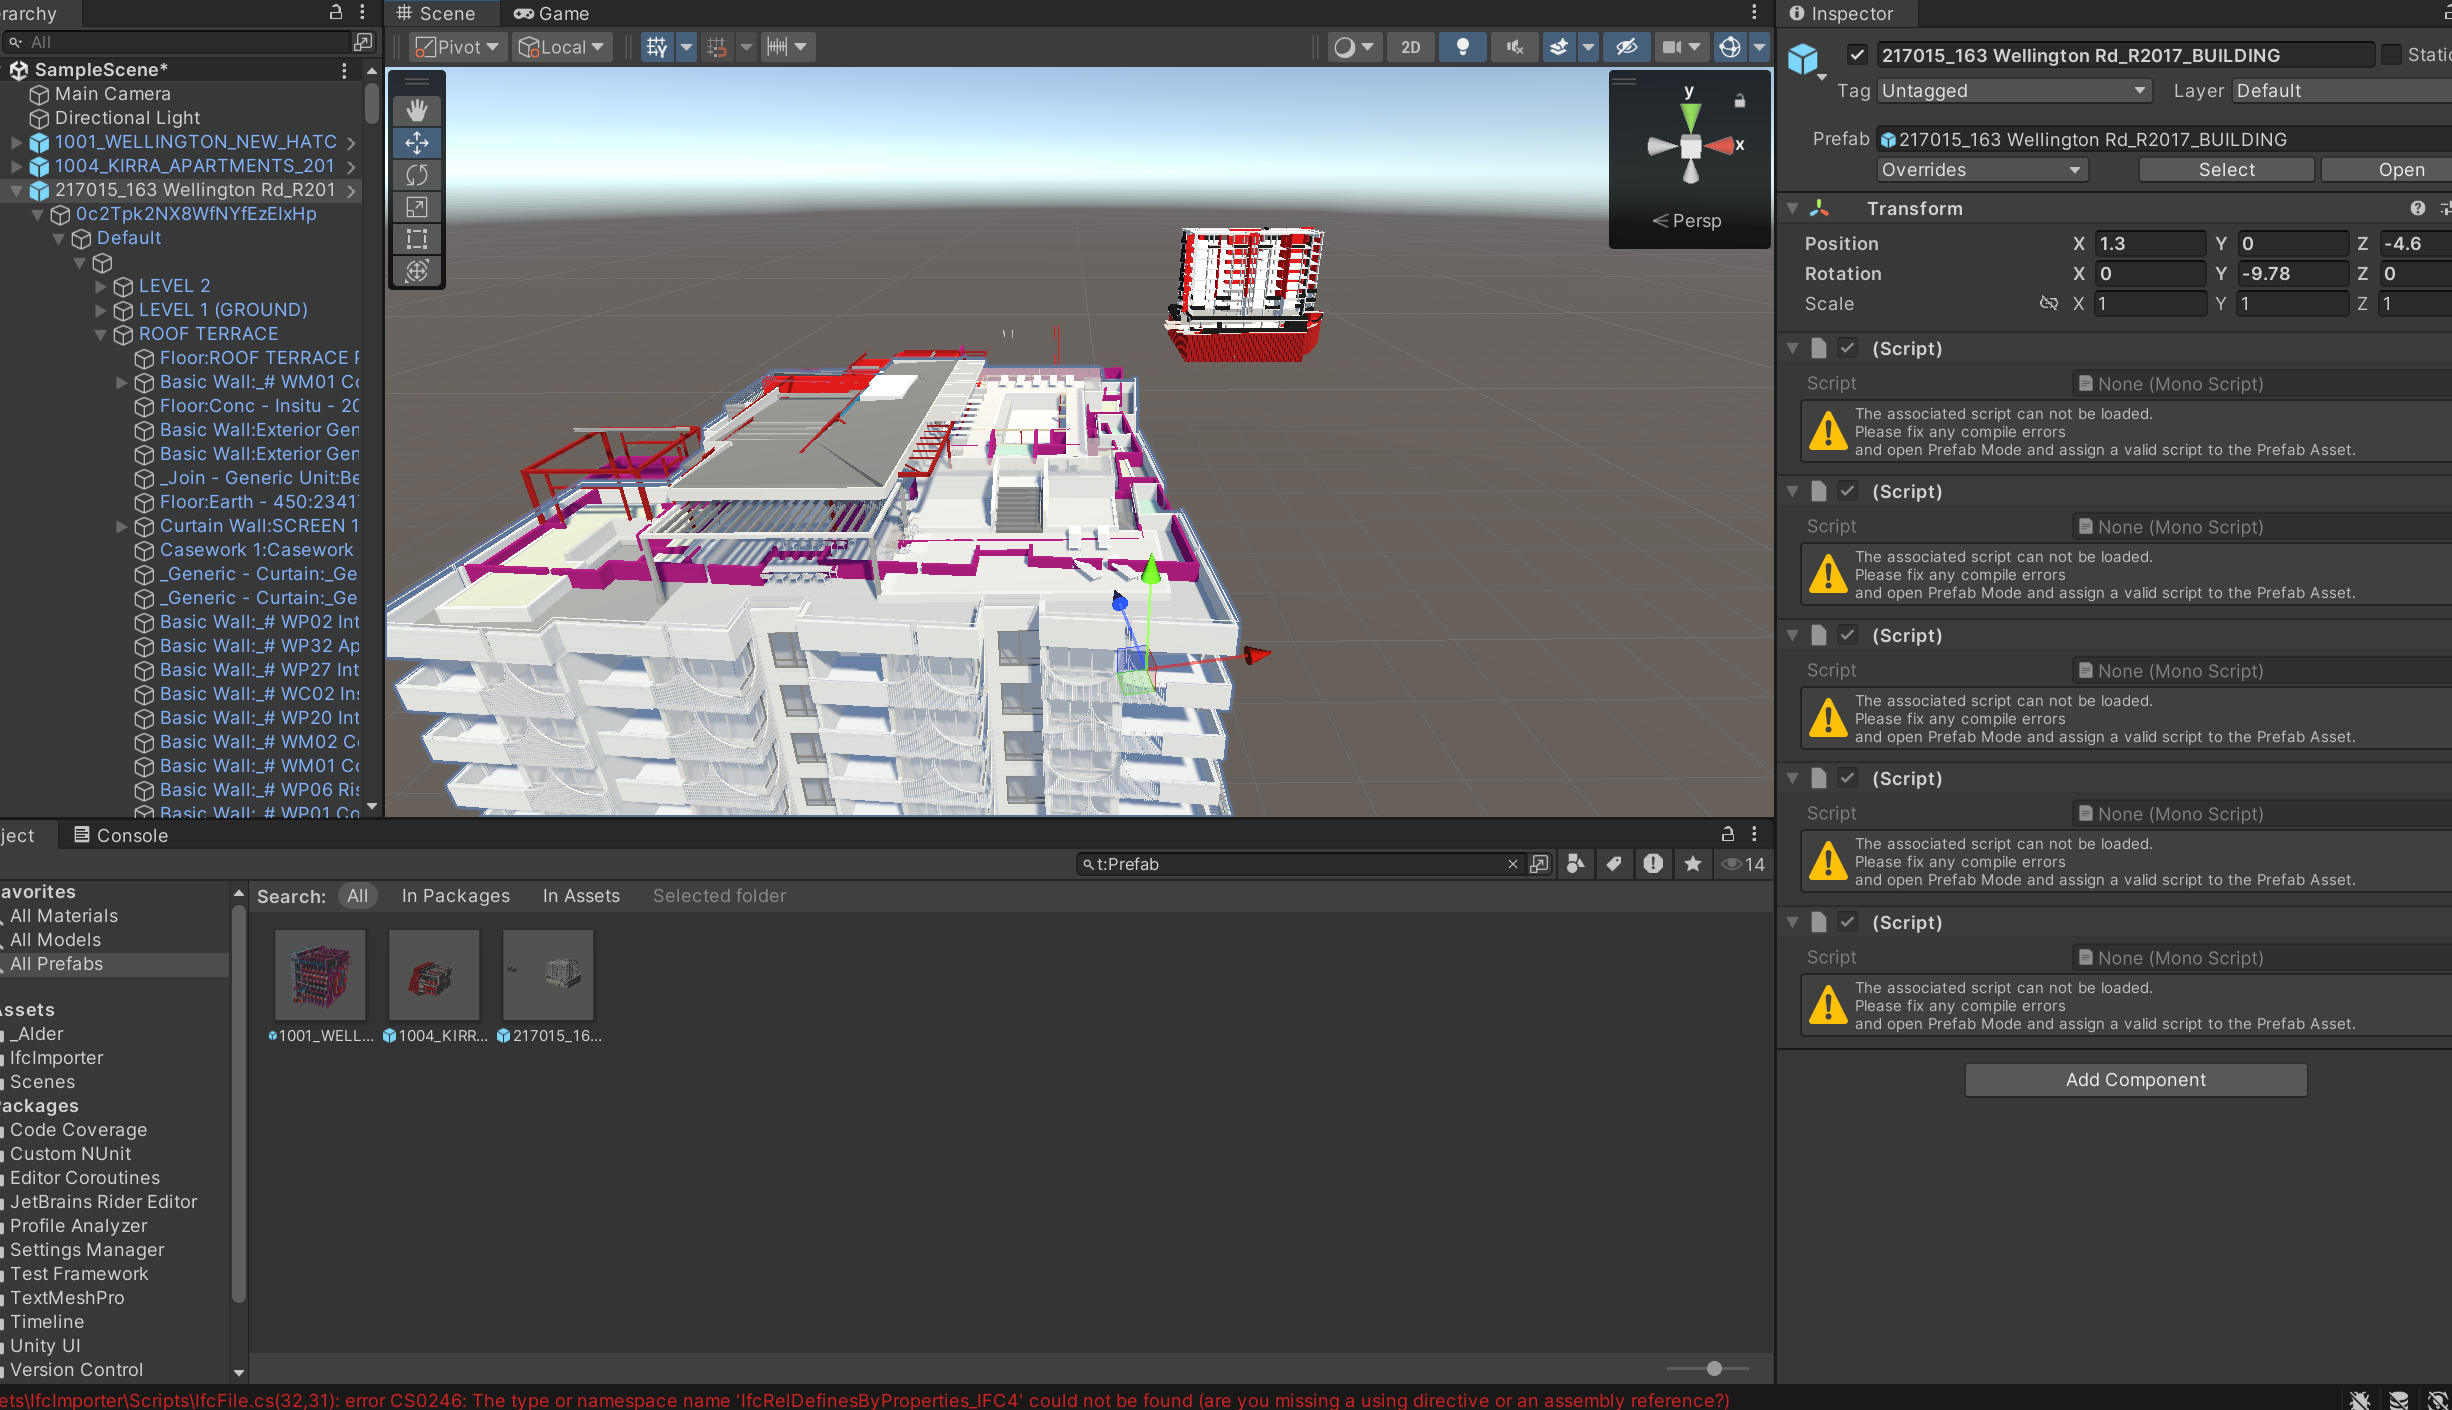 erarchy
All
SampleScene*
Main Camera
Directional Light
1001_WELLINGTON_NEW_HATC
1004_KIRRA_APARTMENTS_201
217015_163 Wellington Rd_R201
Default
LEVEL 2
LEVEL 1 (GROUND)
ROOF TERRACE
Floor:ROOF TERRACE F
Basic Wall:_# WM01 Co
Floor:Conc - Insitu - 20
Basic Wall:Exterior Gen
Basic Wall:Exterior Gen
_Join - Generic Unit:Be
Floor:Earth - 450:2341
Curtain Wall:SCREEN 1
Casework 1:Casework
_Generic - Curtain:_Ge
_Generic - Curtain:_Ge
Basic Wall:_# WP02 Int
Basic Wall:_# WP32 Ap
Basic Wall:_# WP27 Int
Basic Wall:_# WC02 Ins
Basic Wall:_# WP20 Int
Basic Wall:_# WM02 Co
Basic Wall:_# WM01 Co
Basic Wall:_# WP06 Ris
Basic Wall:_# WP01 Co
Scene
Game
Pivot
Local
2D
y
x
Persp
Inspector
217015_163 Wellington Rd_R2017_BUILDING
Static
Tag Untagged Layer Default
Prefab 217015_163 Wellington Rd_R2017_BUILDING
Overrides Select Open
Transform
Position X 1.3 Y 0 Z -4.6
Rotation X 0 Y -9.78 Z 0
Scale X 1 Y 1 Z 1
(Script)
Script None (Mono Script)
The associated script can not be loaded.
Please fix any compile errors
and open Prefab Mode and assign a valid script to the Prefab Asset.
(Script)
Script None (Mono Script)
The associated script can not be loaded.
Please fix any compile errors
and open Prefab Mode and assign a valid script to the Prefab Asset.
(Script)
Script None (Mono Script)
The associated script can not be loaded.
Please fix any compile errors
and open Prefab Mode and assign a valid script to the Prefab Asset.
(Script)
Script None (Mono Script)
The associated script can not be loaded.
Please fix any compile errors
and open Prefab Mode and assign a valid script to the Prefab Asset.
(Script)
Script None (Mono Script)
The associated script can not be loaded.
Please fix any compile errors
and open Prefab Mode and assign a valid script to the Prefab Asset.
Add Component
ject
Console
t:Prefab
14
avorites
All Materials
All Models
All Prefabs
Assets
_Alder
IfcImporter
Scenes
Packages
Code Coverage
Custom NUnit
Editor Coroutines
JetBrains Rider Editor
Profile Analyzer
Settings Manager
Test Framework
TextMeshPro
Timeline
Unity UI
Version Control
Search: All In Packages In Assets Selected folder
1001_WELL... 1004_KIRR... 217015_16...
ets\IfcImporter\Scripts\IfcFile.cs(32,31): error CS0246: The type or namespace name 'IfcRelDefinesByProperties_IFC4' could not be found (are you missing a using directive or an assembly reference?)